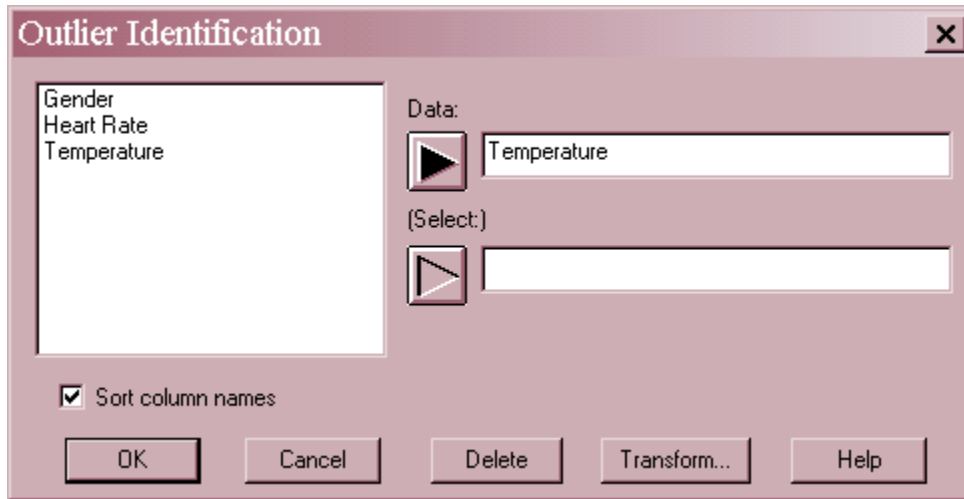 Outlier Identification
Gender
Heart Rate
Temperature
Data:
Temperature
(Select:)
Sort column names
OK
Cancel
Delete
Transform...
Help